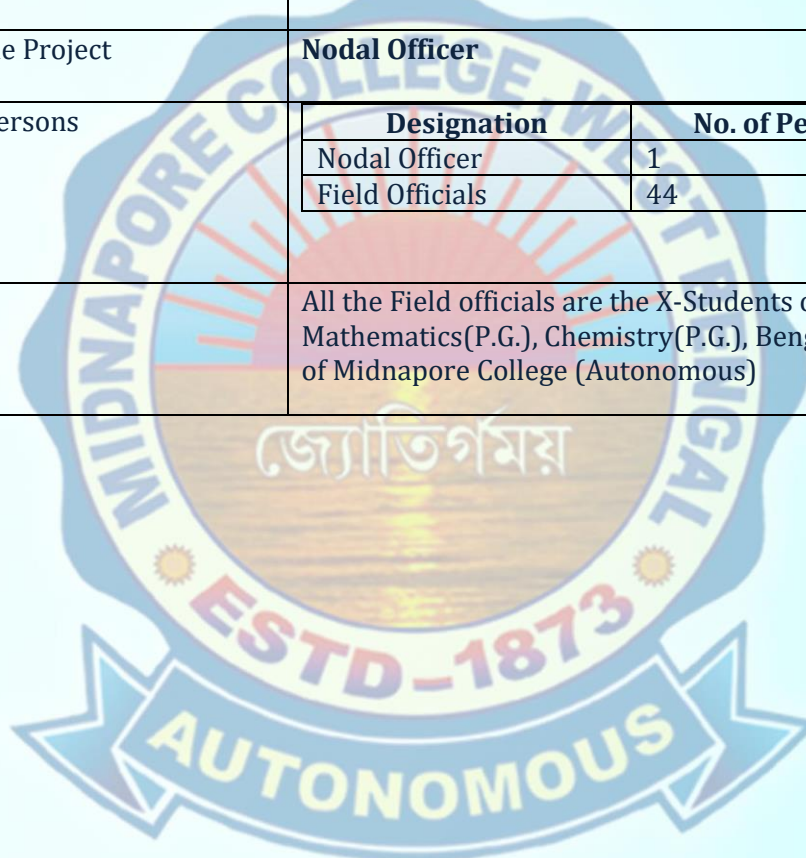 e Project
Nodal Officer
ersons
Designation No. of Pe
Nodal Officer 1
Field Officials 44
All the Field officials are the X-Students
Mathematics(P.G.), Chemistry(P.G.), Beng
of Midnapore College (Autonomous)
MIDNAPORE COLLEGE, WEST BENGAL
জ্যোতির্গময়
ESTD-1873
AUTONOMOUS